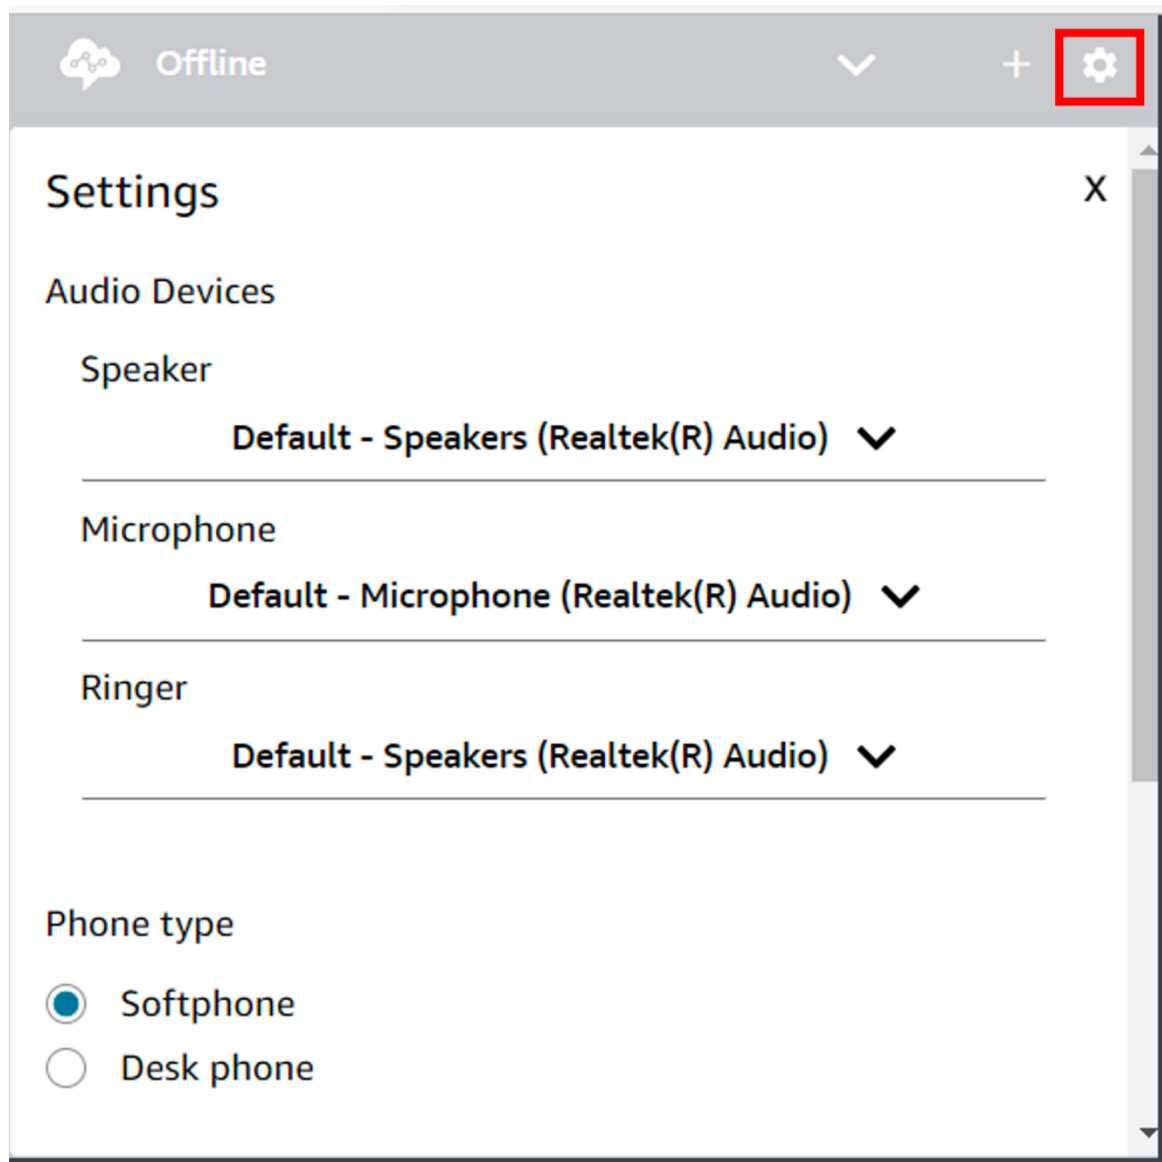 Offline
Settings
X
Audio Devices
Speaker
Default - Speakers (Realtek(R) Audio)
Microphone
Default - Microphone (Realtek(R) Audio)
Ringer
Default - Speakers (Realtek(R) Audio)
Phone type
Softphone
Desk phone